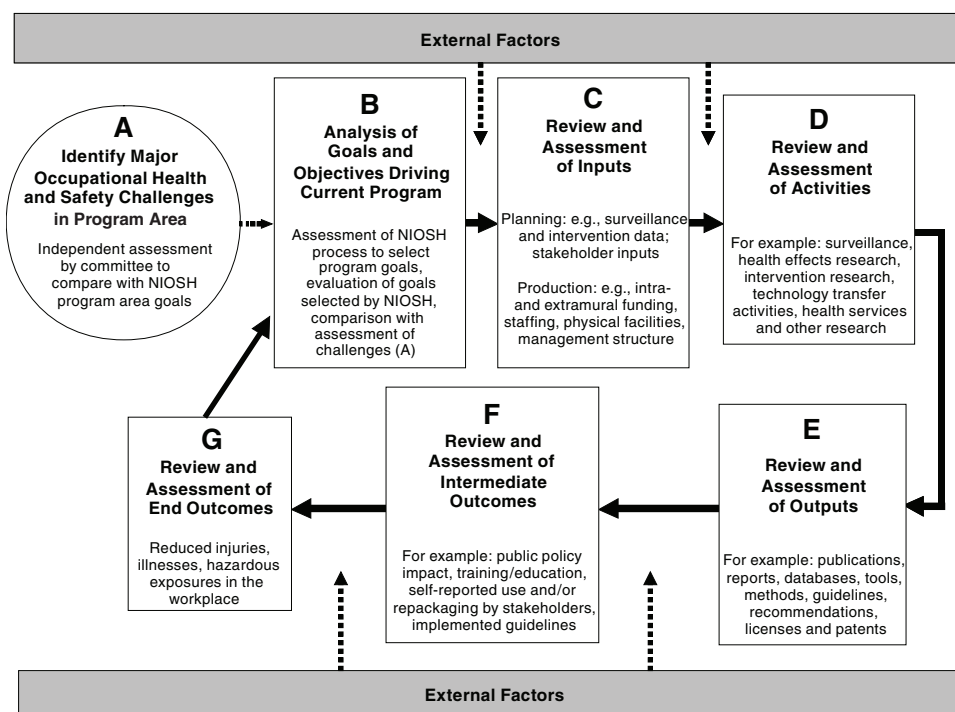 External Factors
A
Identify Major
Occupational Health
and Safety Challenges
in Program Area
Independent assessment
by committee to
compare with NIOSH
program area goals
B
Analysis of
Goals and
Objectives Driving
Current Program
Assessment of NIOSH
process to select
program goals,
evaluation of goals
selected by NIOSH,
comparison with
assessment of
challenges (A)
C
Review and
Assessment
of Inputs
Planning: e.g., surveillance
and intervention data;
stakeholder inputs
Production: e.g., intra-
and extramural funding,
staffing, physical facilities,
management structure
D
Review and
Assessment
of Activities
For example: surveillance,
health effects research,
intervention research,
technology transfer
activities, health services
and other research
E
Review and
Assessment
of Outputs
For example: publications,
reports, databases, tools,
methods, guidelines,
recommendations,
licenses and patents
F
Review and
Assessment of
Intermediate
Outcomes
For example: public policy
impact, training/education,
self-reported use and/or
repackaging by stakeholders,
implemented guidelines
G
Review and
Assessment of
End Outcomes
Reduced injuries,
illnesses, hazardous
exposures in the
workplace
External Factors